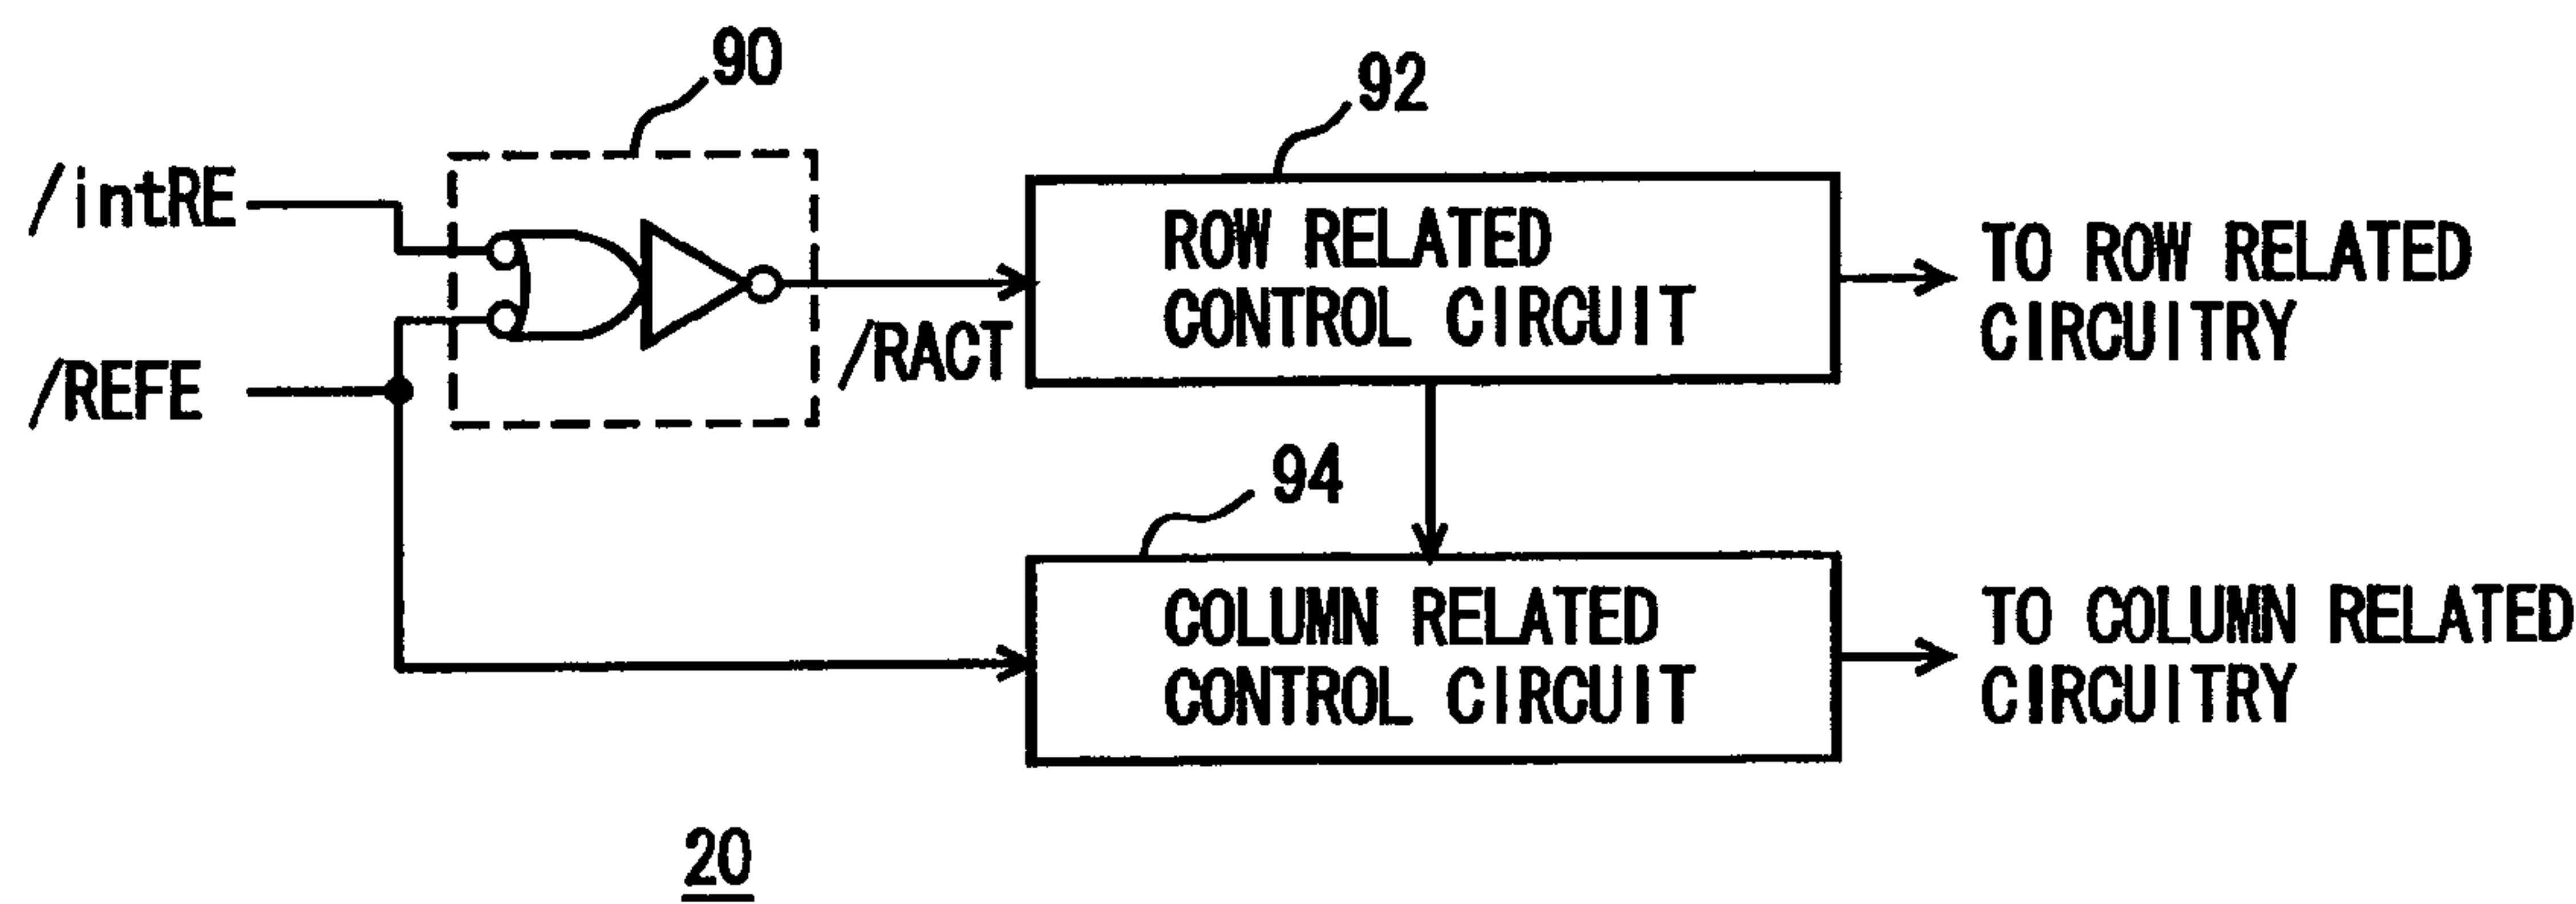 90
92
/intRE
/REFE
/RACT
ROW RELATED
CONTROL CIRCUIT
TO ROW RELATED
CIRCUITRY
94
COLUMN RELATED
CONTROL CIRCUIT
TO COLUMN RELATED
CIRCUITRY
20